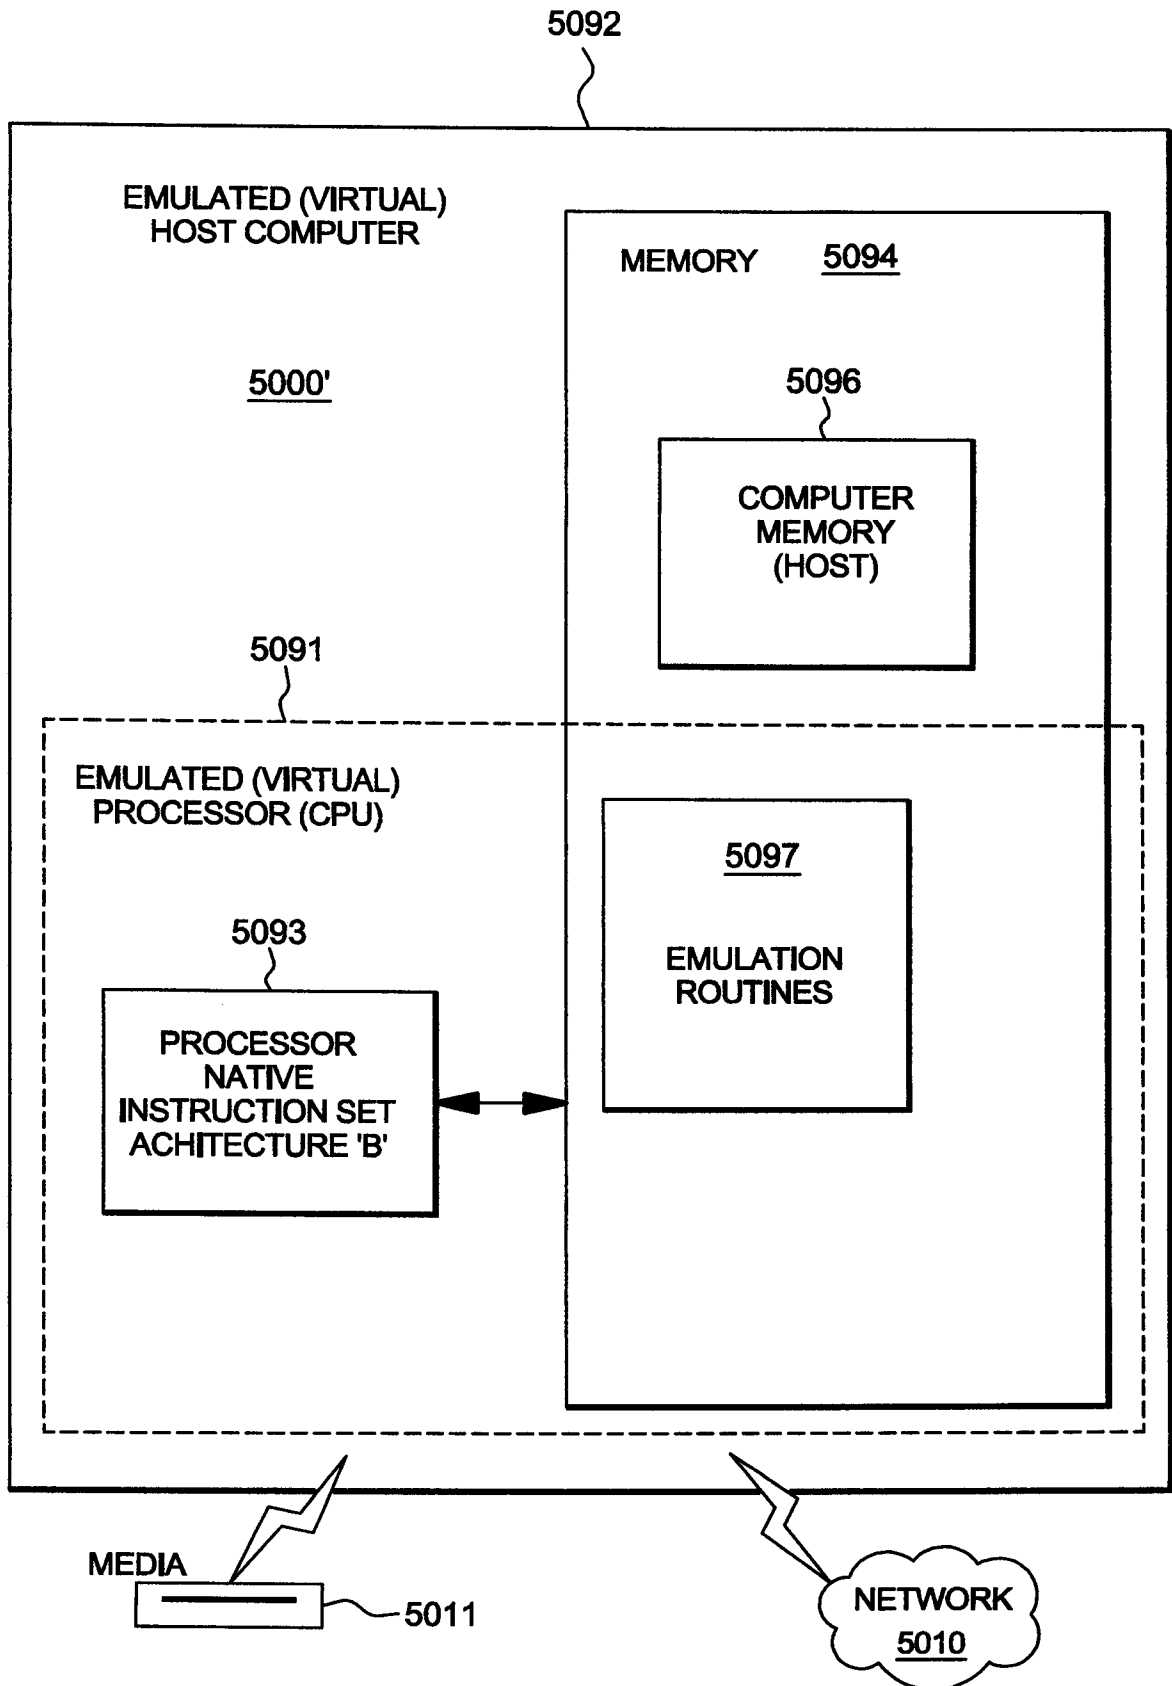 5092
EMULATED (VIRTUAL)
HOST COMPUTER
5000'
MEMORY 5094
5096
COMPUTER
MEMORY
(HOST)
5091
EMULATED (VIRTUAL)
PROCESSOR (CPU)
5097
EMULATION
ROUTINES
5093
PROCESSOR
NATIVE
INSTRUCTION SET
ACHITECTURE 'B'
MEDIA
5011
NETWORK
5010